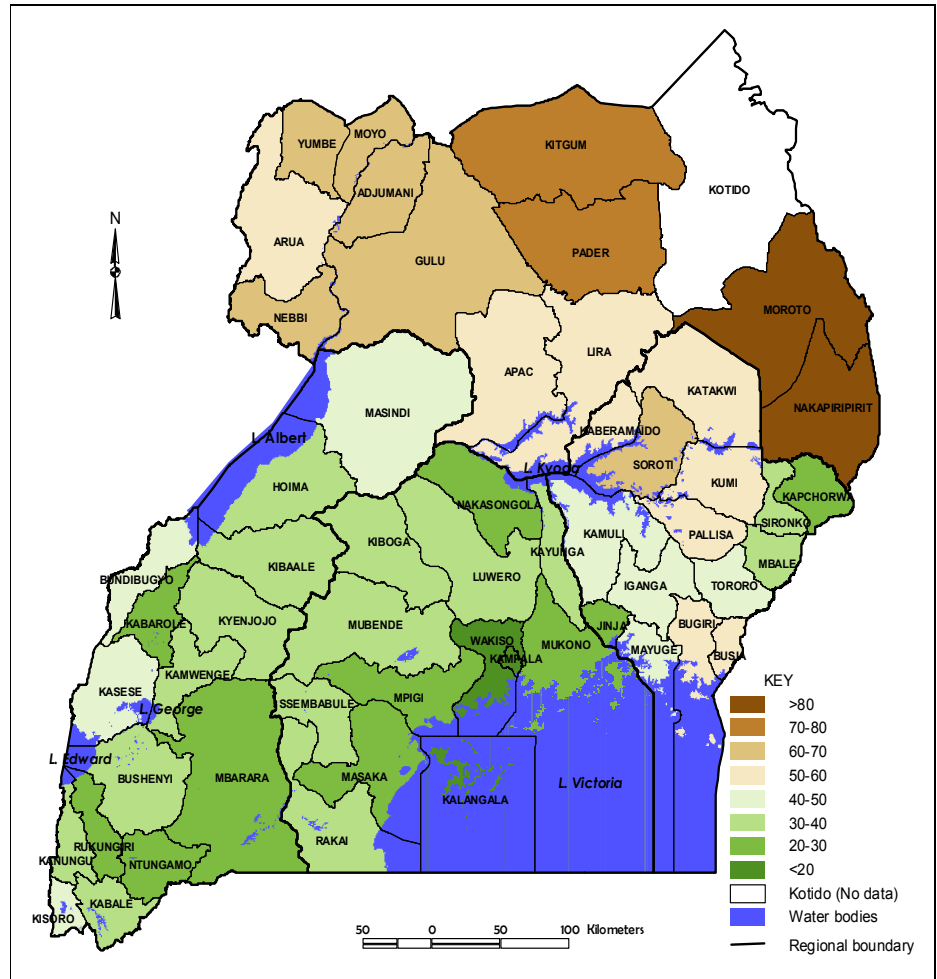 KITGUM
MOYO
YUMBE
KOTIDO
ADJUMANI
N
ARUA
PADER
GULU
MOROTO
NEBBI
LIRA
APAC
KATAKWI
NAKAPIRIPIRIT
MASINDI
KABERAMAIDO
L. Albert
SOROTI
L. Kyoga
KUMI
HOIMA
KAPCHORWA
NAKASONGOLA
SIRONKO
KAMULI
PALLISA
KIBOGA
KAYUNGA
MBALE
KIBAALE
LUWERO
BUNDIBUGYO
IGANGA
TORORO
KABAROLE
KYENJOJO
BUGIRI
MUBENDE
JINJA
WAKISO
MUKONO
MAYUGE
BUSIA
KAMPALA
KAMWENGE
KASESE
MPIGI
SSEMBABULE
L. George
L. Edward
BUSHENYI
MBARARA
MASAKA
L. Victoria
KALANGALA
RAKAI
RUKUNGIRI
KANUNGU
NTUNGAMO
KABALE
KISORO
KEY
>80
70-80
60-70
50-60
40-50
30-40
20-30
<20
Kotido (No data)
Water bodies
Regional boundary
50 0 50 100 Kilometers